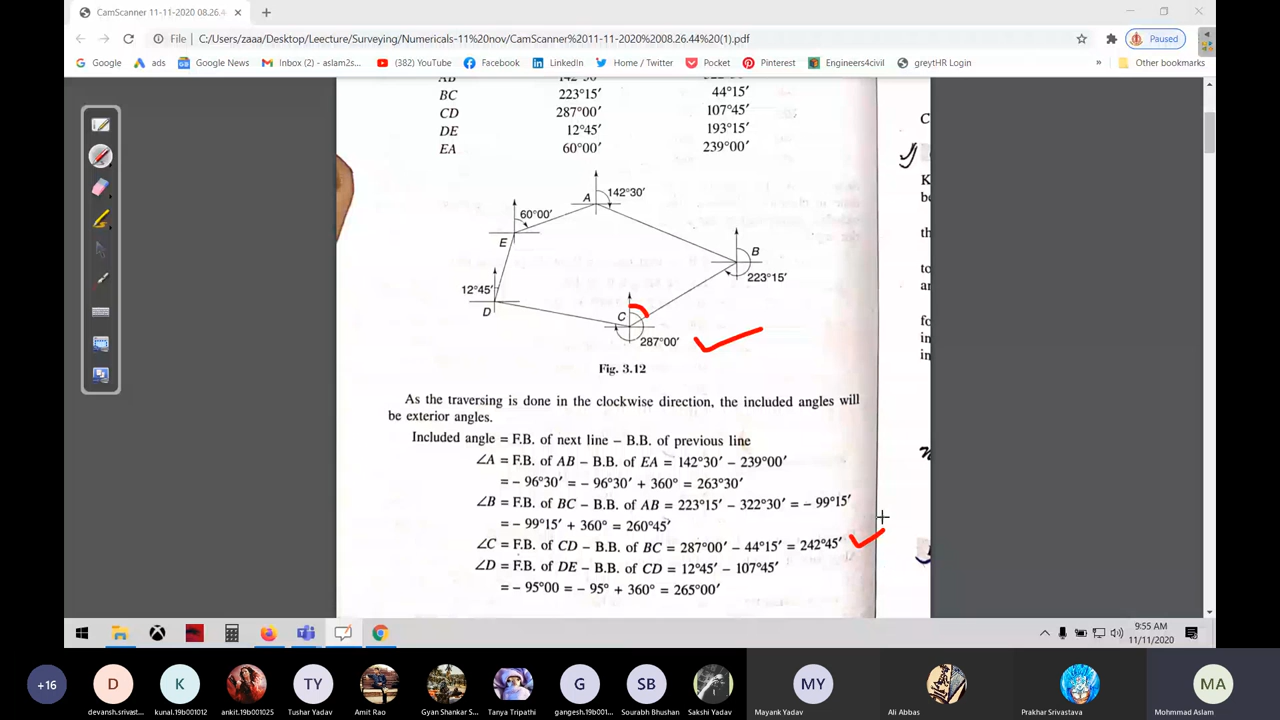 CamScanner 11-11-2020 08.26.4
File
C:/Users/zaaa/Desktop/Leecture/Surveying/Numericals-11%20nov/CamScanner%2011-11-2020%2008.26.44%20(1).pdf
Paused
Google
ads
Google News
Inbox (2) - aslam2s...
(382) YouTube
Facebook
LinkedIn
Home / Twitter
Pocket
Pinterest
Engineers4civil
greytHR Login
»
Other bookmarks
AB 142°30′
BC 223°15′ 44°15′
CD 287°00′ 107°45′
DE 12°45′ 193°15′
EA 60°00′ 239°00′
A 142°30′
60°00′
E
B
223°15′
12°45′
D
C
287°00′
Fig. 3.12
As the traversing is done in the clockwise direction, the included angles will
be exterior angles.
Included angle = F.B. of next line – B.B. of previous line
∠A = F.B. of AB – B.B. of EA = 142°30′ – 239°00′
= – 96°30′ = – 96°30′ + 360° = 263°30′
∠B = F.B. of BC – B.B. of AB = 223°15′ – 322°30′ = – 99°15′
= – 99°15′ + 360° = 260°45′
∠C = F.B. of CD – B.B. of BC = 287°00′ – 44°15′ = 242°45′
∠D = F.B. of DE – B.B. of CD = 12°45′ – 107°45′
= – 95°00 = – 95° + 360° = 265°00′
9:55 AM
11/11/2020
+16
D
K
TY
G
SB
MY
MA
devansh.srivast...
kunal.19b001012
ankit.19b001025
Tushar Yadav
Amit Rao
Gyan Shankar S...
Tanya Tripathi
gangesh.19b001...
Sourabh Bhushan
Sakshi Yadav
Mayank Yadav
Ali Abbas
Prakhar Srivastava
Mohmmad Aslam